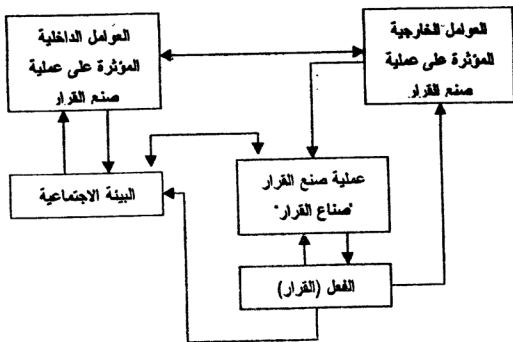 العوامل الخارجية
المؤثرة على عملية
صنع القرار
العوامل الداخلية
المؤثرة على عملية
صنع القرار
عملية صنع القرار
"صناع القرار"
البيئة الاجتماعية
الفعل (القرار)